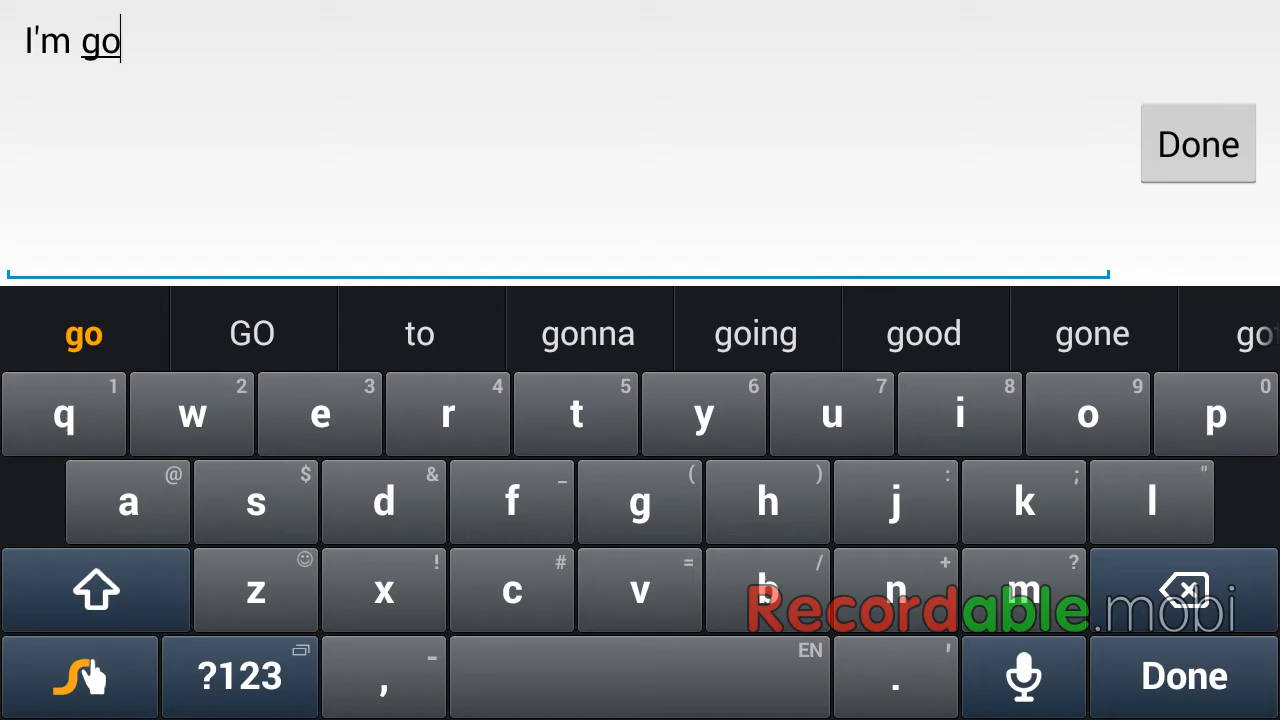 I'm go
Done
go GO to gonna going good gone go
1 2 3 4 5 6 7 8 9 0
q w e r t y u i o p
@ $ & _ ( ) : ; "
a s d f g h j k l
! # = / + ?
z x c v b n m
Recordable.mobi
- EN '
?123 , . Done